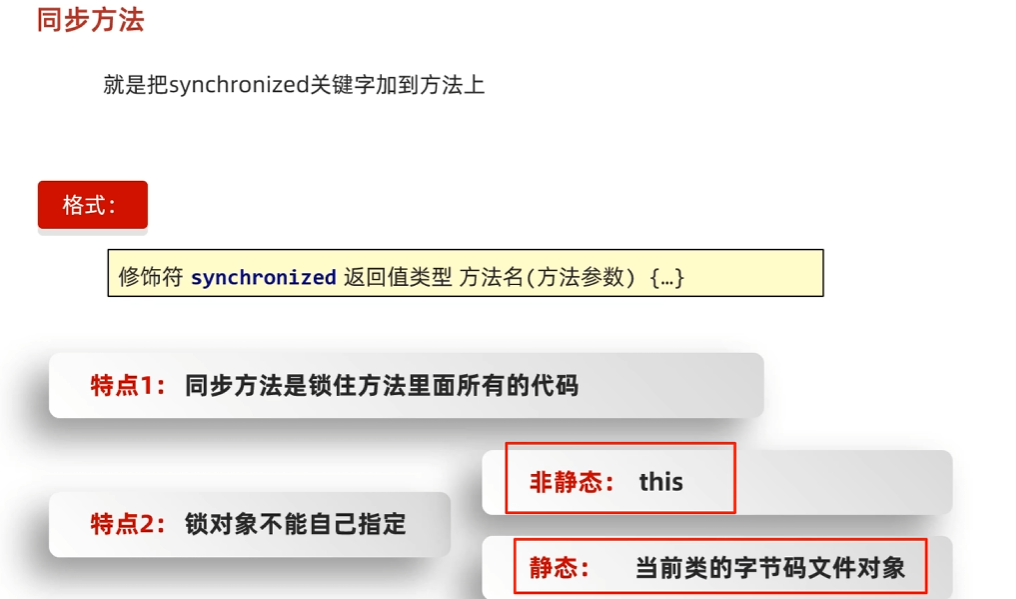 同步方法
就是把synchronized关键字加到方法上
格式：
修饰符 synchronized 返回值类型 方法名(方法参数) {…}
特点1： 同步方法是锁住方法里面所有的代码
特点2： 锁对象不能自己指定
非静态： this
静态： 当前类的字节码文件对象